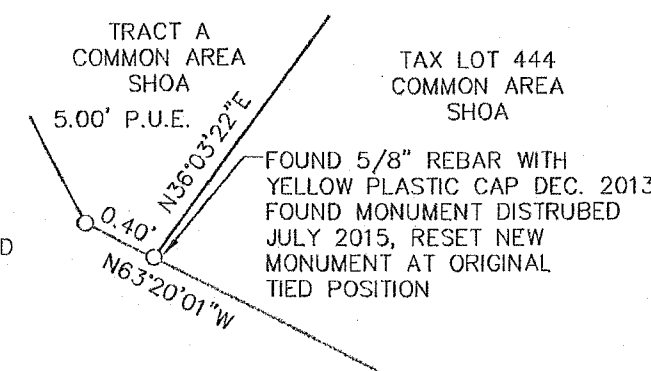 TRACT A
COMMON AREA
SHOA
5.00' P.U.E.
TAX LOT 444
COMMON AREA
SHOA
N36°03'22"E
0.40'
N63°20'01"W
D
FOUND 5/8" REBAR WITH
YELLOW PLASTIC CAP DEC. 2013
FOUND MONUMENT DISTRUBED
JULY 2015, RESET NEW
MONUMENT AT ORIGINAL
TIED POSITION